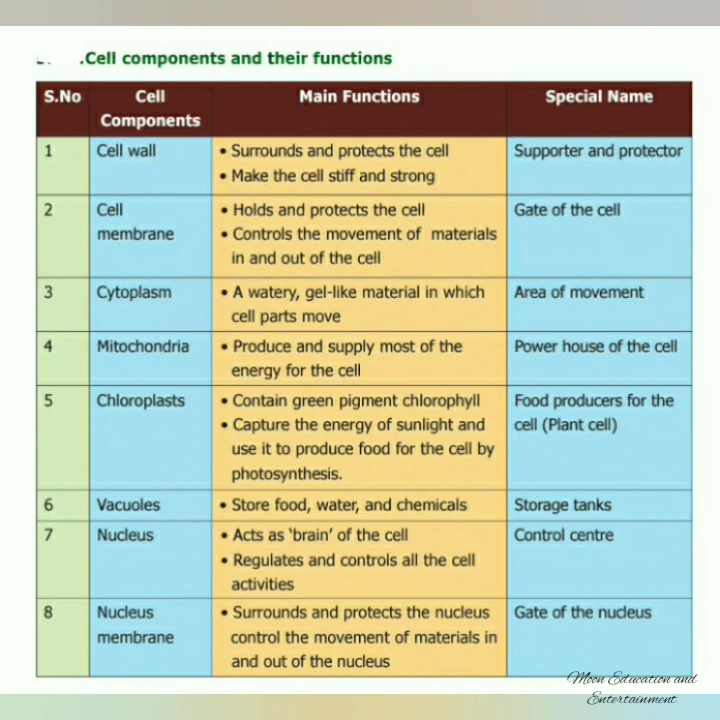 .Cell components and their functions
S.No Cell Components Main Functions Special Name
1 Cell wall • Surrounds and protects the cell Supporter and protector
• Make the cell stiff and strong
2 Cell membrane • Holds and protects the cell Gate of the cell
• Controls the movement of materials
in and out of the cell
3 Cytoplasm • A watery, gel-like material in which Area of movement
cell parts move
4 Mitochondria • Produce and supply most of the Power house of the cell
energy for the cell
5 Chloroplasts • Contain green pigment chlorophyll Food producers for the
• Capture the energy of sunlight and cell (Plant cell)
use it to produce food for the cell by
photosynthesis.
6 Vacuoles • Store food, water, and chemicals Storage tanks
7 Nucleus • Acts as ‘brain’ of the cell Control centre
• Regulates and controls all the cell
activities
8 Nucleus membrane • Surrounds and protects the nucleus Gate of the nucleus
control the movement of materials in
and out of the nucleus
Moon Education and
Entertainment